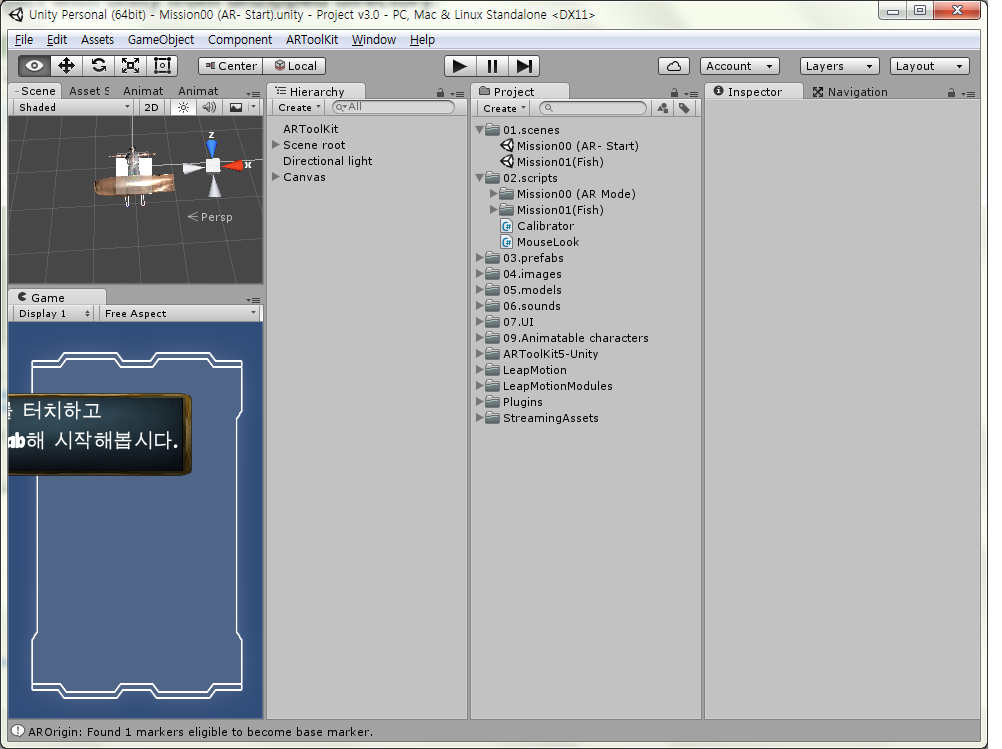 Unity Personal (64bit) - Mission00 (AR- Start).unity - Project v3.0 - PC, Mac & Linux Standalone <DX11>
File Edit Assets GameObject Component ARToolKit Window Help
Center Local Account Layers Layout
Scene Asset S Animat Animat
Shaded 2D
z
x
Persp
Game
Display 1 Free Aspect
터치하고
해 시작해봅시다.
Hierarchy
Create All
ARToolKit
Scene root
Directional light
Canvas
Project
Create
01.scenes
Mission00 (AR- Start)
Mission01(Fish)
02.scripts
Mission00 (AR Mode)
Mission01(Fish)
Calibrator
MouseLook
03.prefabs
04.images
05.models
06.sounds
07.UI
09.Animatable characters
ARToolKit5-Unity
LeapMotion
LeapMotionModules
Plugins
StreamingAssets
Inspector Navigation
AROrigin: Found 1 markers eligible to become base marker.